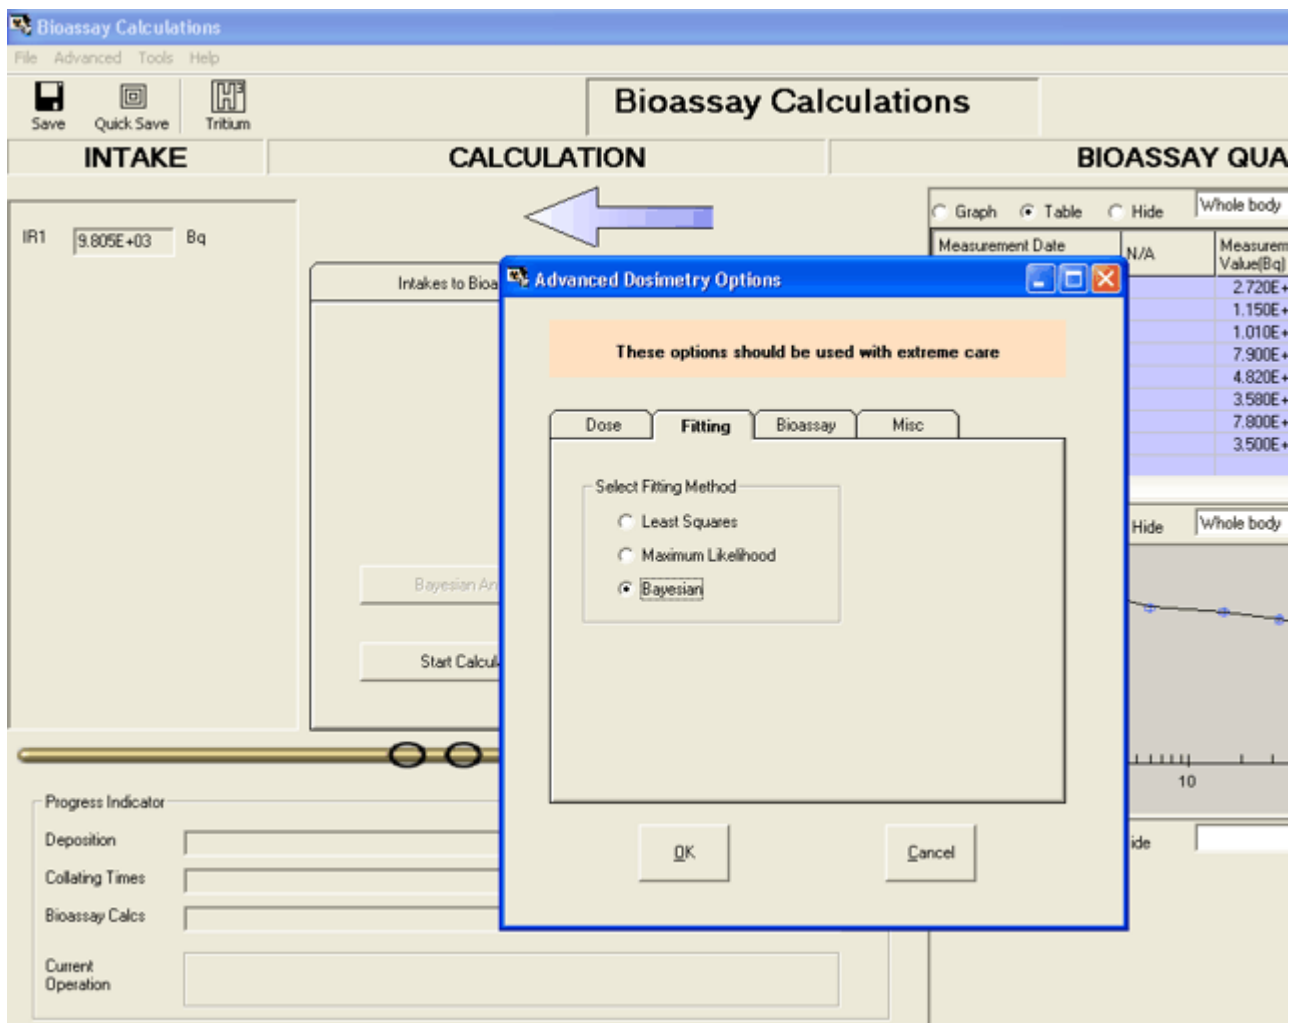 Bioassay Calculations
File Advanced Tools Help
Save Quick Save Tritium
Bioassay Calculations
INTAKE CALCULATION BIOASSAY QUA
IR1 9.805E+03 Bq
Graph Table Hide Whole body
Measurement Date N/A Measurem
Value(Bq)
2.720E+
1.150E+
1.010E+
7.900E+
4.820E+
3.580E+
7.800E+
3.500E+
Intakes to Bioa
Bayesian An
Start Calcul
Advanced Dosimetry Options
These options should be used with extreme care
Dose Fitting Bioassay Misc
Select Fitting Method
Least Squares
Maximum Likelihood
Bayesian
OK Cancel
Hide Whole body
10
ide
Progress Indicator
Deposition
Collating Times
Bioassay Calcs
Current
Operation